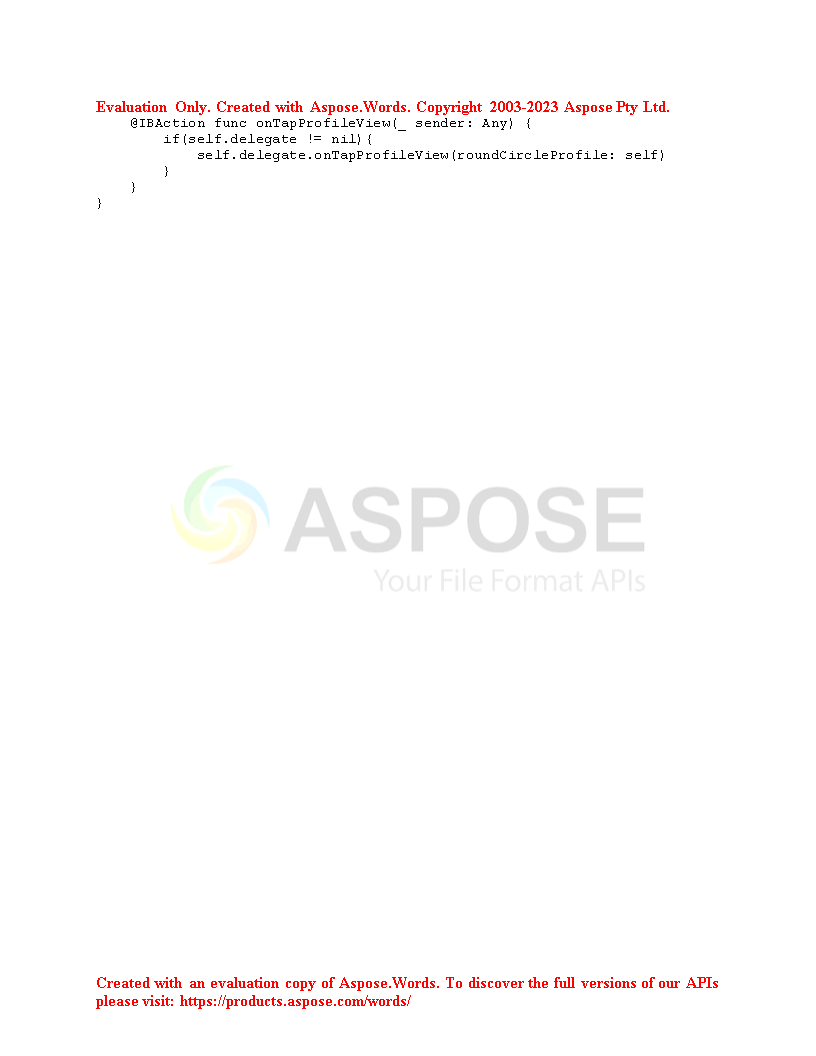 Evaluation Only. Created with Aspose.Words. Copyright 2003-2023 Aspose Pty Ltd.
@IBAction func onTapProfileView(_ sender: Any) {
if(self.delegate != nil){
self.delegate.onTapProfileView(roundCircleProfile: self)
}
}
}
ASPOSE
Your File Format APIs
Created with an evaluation copy of Aspose.Words. To discover the full versions of our APIs
please visit: https://products.aspose.com/words/